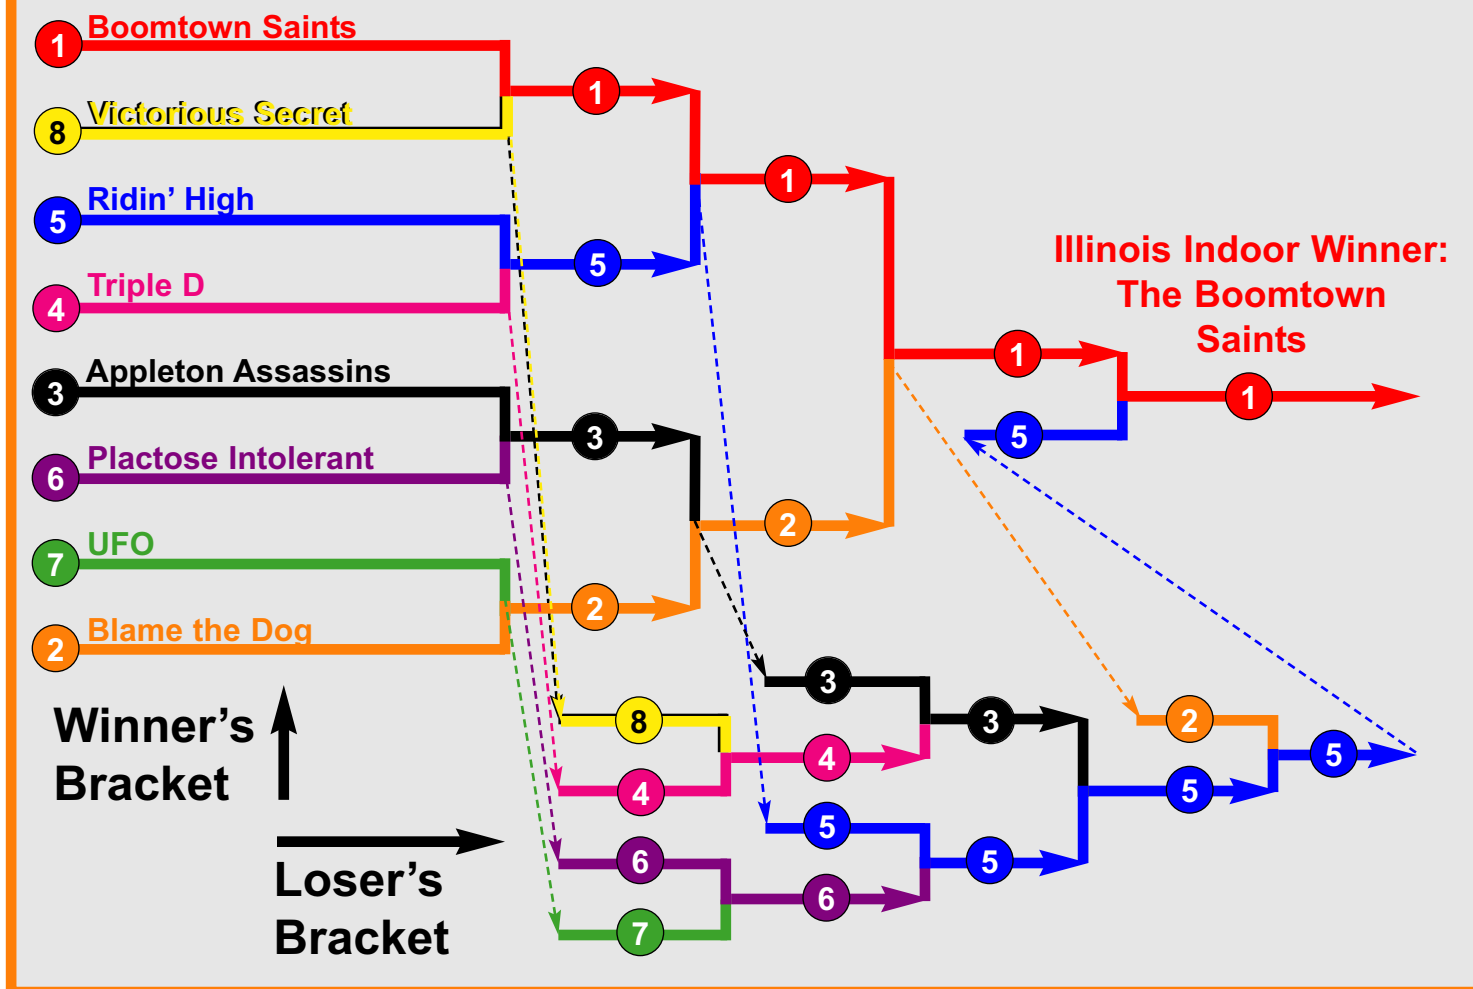 1 Boomtown Saints
8 Victorious Secret
5 Ridin’ High
4 Triple D
3 Appleton Assassins
6 Plactose Intolerant
7 UFO
2 Blame the Dog
1
5
3
2
1
2
Illinois Indoor Winner:
The Boomtown
Saints
1
5
1
Winner’s
Bracket
Loser’s
Bracket
8
4
6
7
3
4
5
6
3
5
2
5
5